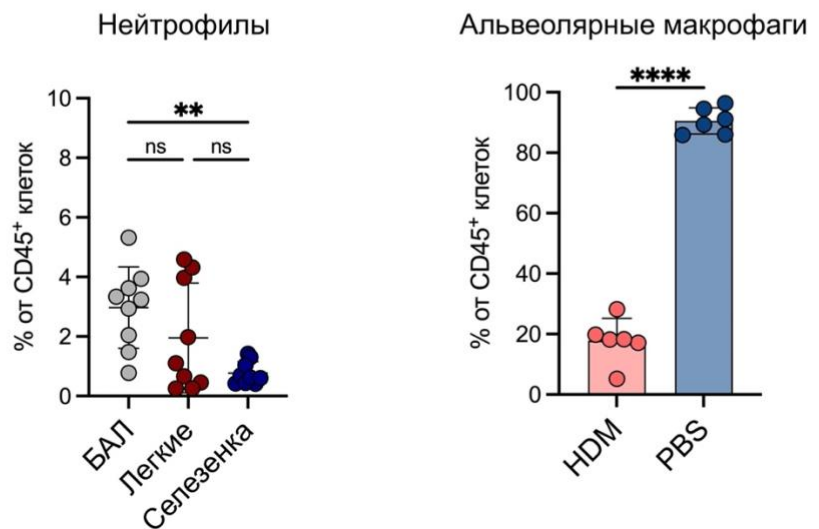 Нейтрофилы
% от CD45⁺ клеток
10
8
6
4
2
0
**
ns
ns
БАЛ
Легкие
Селезенка
Альвеолярные макрофаги
% от CD45⁺ клеток
100
80
60
40
20
0
****
HDM
PBS